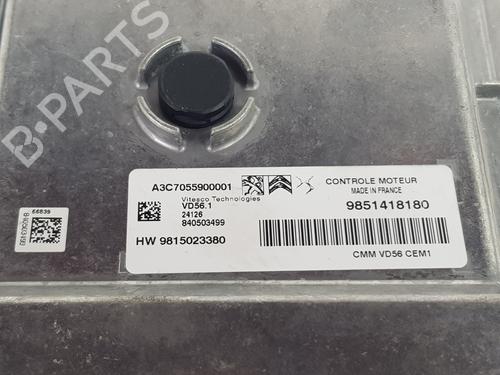 B-PARTS
A3C7055900001
CONTROLE MOTEUR
MADE IN FRANCE
Vitesco Technologies
VD56.1
24126
840503499
9851418180
HW 9815023380
CMM VD56 CEM1
66839